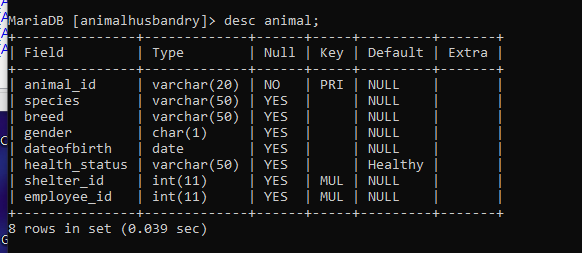 MariaDB [animalhusbandry]> desc animal;
+---------------+-------------+------+-----+---------+-------+
| Field         | Type        | Null | Key | Default | Extra |
+---------------+-------------+------+-----+---------+-------+
| animal_id     | varchar(20) | NO   | PRI | NULL    |       |
| species       | varchar(50) | YES  |     | NULL    |       |
| breed         | varchar(50) | YES  |     | NULL    |       |
| gender        | char(1)     | YES  |     | NULL    |       |
| dateofbirth   | date        | YES  |     | NULL    |       |
| health_status | varchar(50) | YES  |     | Healthy |       |
| shelter_id    | int(11)     | YES  | MUL | NULL    |       |
| employee_id   | int(11)     | YES  | MUL | NULL    |       |
+---------------+-------------+------+-----+---------+-------+
8 rows in set (0.039 sec)